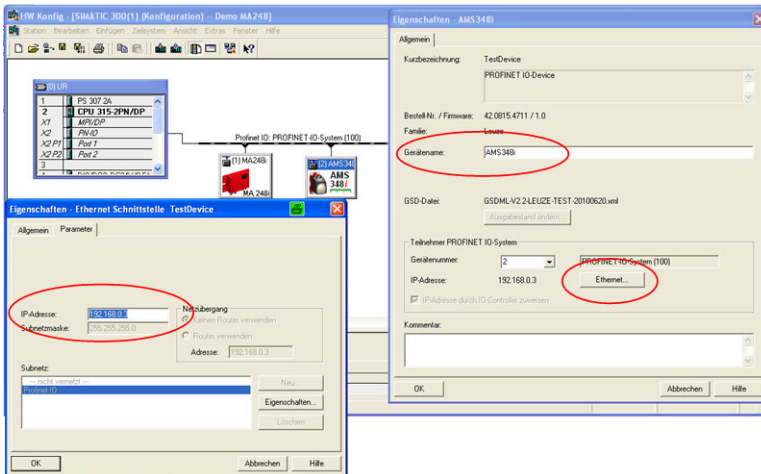 HW Konfig - [SIMATIC 300(1) (Konfiguration) -- Demo MA248]
Station Bearbeiten Einfügen Zielsystem Ansicht Extras Fenster Hilfe
(0) UR
1 PS 307 2A
2 CPU 315-2PN/DP
X1 MPI/DP
X2 PN-IO
X2 P1 Port 1
X2 P2 Port 2
3
Profinet IO: PROFINET-IO-System (100)
(1) MA248i
MA 248i
(2) AMS348
AMS
348i
Eigenschaften - Ethernet Schnittstelle TestDevice
Allgemein Parameter
IP-Adresse: 192.168.0.3
Subnetzmaske: 255.255.255.0
Netzübergang
Keinen Router verwenden
Router verwenden
Adresse: 192.168.0.3
Subnetz:
--- nicht vernetzt ---
Profinet IO
Neu...
Eigenschaften...
Löschen
OK Abbrechen Hilfe
Eigenschaften - AMS348i
Allgemein
Kurzbezeichnung: TestDevice
PROFINET IO-Device
Bestell-Nr. / Firmware: 42.0815.4711 / 1.0
Familie: Leuze
Gerätename: AMS348i
GSD-Datei: GSDML-V2.2-LEUZE-TEST-20100620.xml
Ausgabestand ändern...
Teilnehmer PROFINET IO-System
Gerätenummer: 2 PROFINET-IO-System (100)
IP-Adresse: 192.168.0.3 Ethernet...
IP-Adresse durch IO-Controller zuweisen
Kommentar:
OK Abbrechen Hilfe